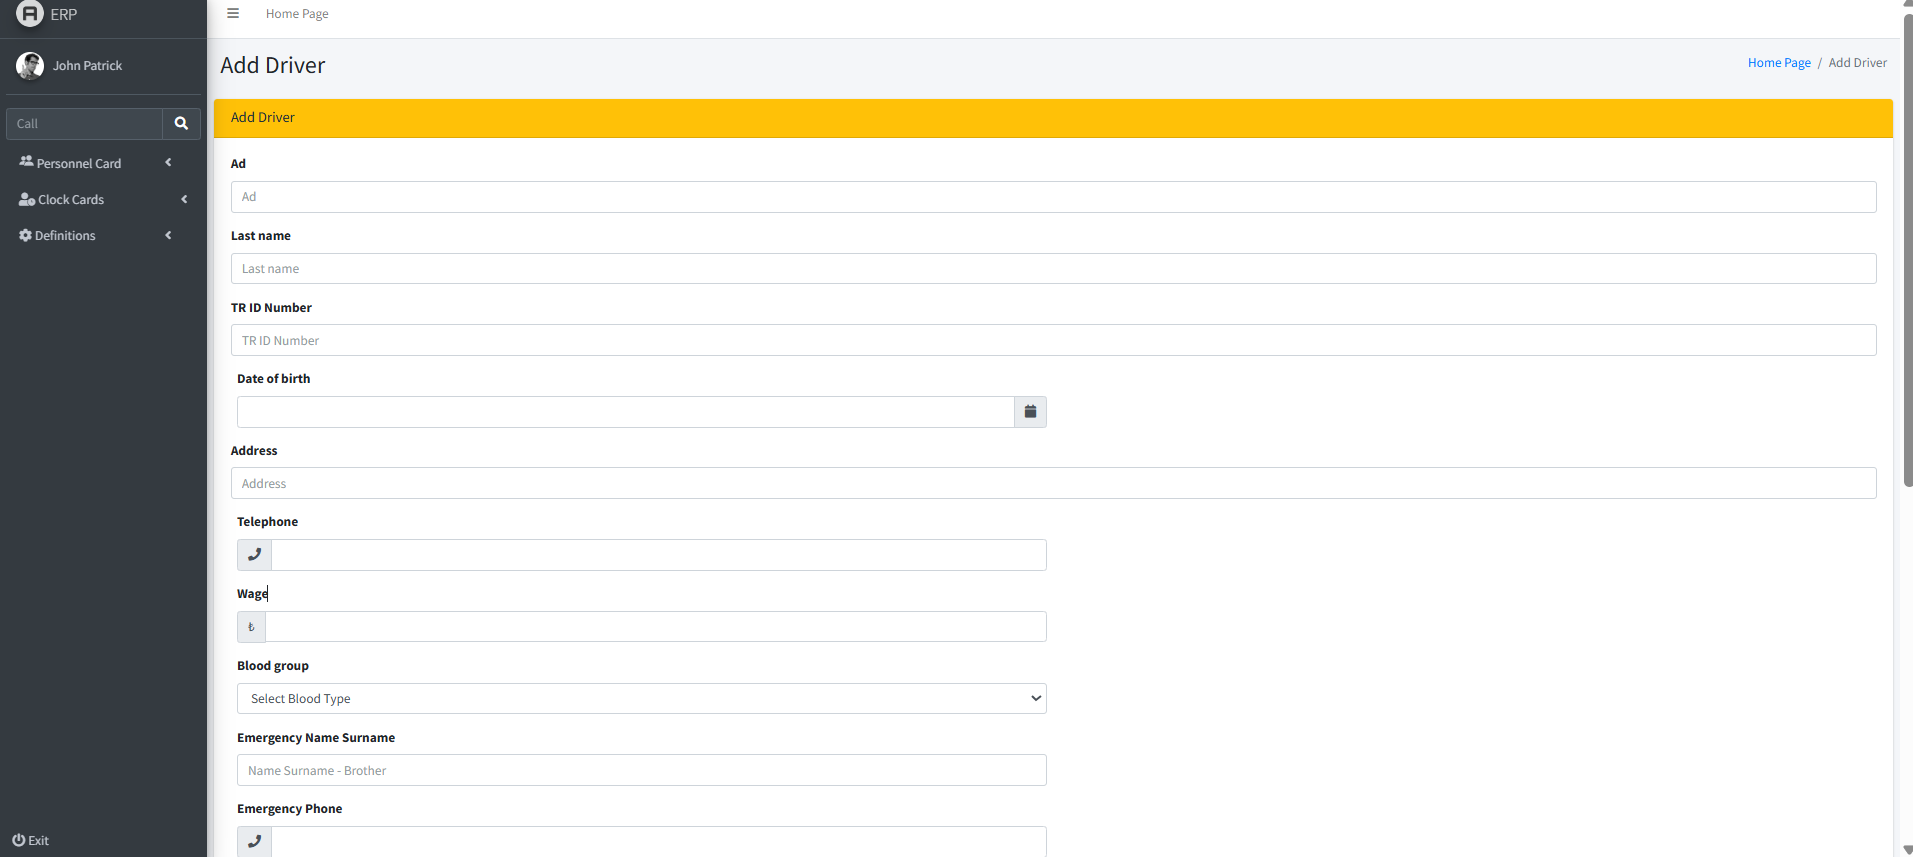 ERP
Home Page
John Patrick
Call
Personnel Card
Clock Cards
Definitions
Exit
Add Driver
Home Page / Add Driver
Add Driver
Ad
Ad
Last name
Last name
TR ID Number
TR ID Number
Date of birth
Address
Address
Telephone
Wage
₺
Blood group
Select Blood Type
Emergency Name Surname
Name Surname - Brother
Emergency Phone